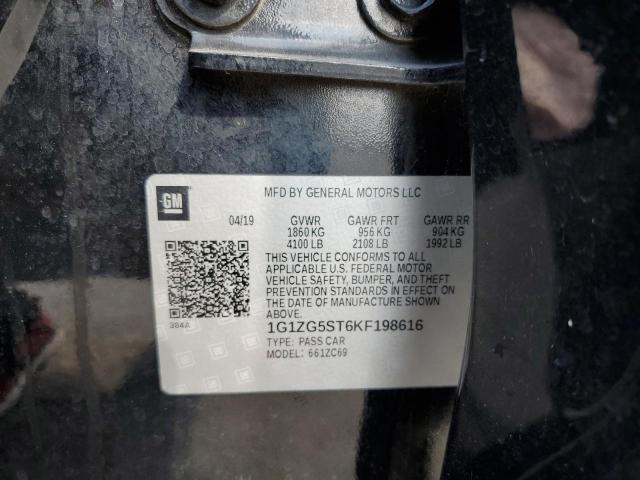 GM
MFD BY GENERAL MOTORS LLC
04/19 GVWR GAWR FRT GAWR RR
1860 KG 956 KG 904 KG
4100 LB 2108 LB 1992 LB
THIS VEHICLE CONFORMS TO ALL
APPLICABLE U.S. FEDERAL MOTOR
VEHICLE SAFETY, BUMPER, AND THEFT
PREVENTION STANDARDS IN EFFECT ON
THE DATE OF MANUFACTURE SHOWN
ABOVE.
384A
1G1ZG5ST6KF198616
TYPE: PASS CAR
MODEL: 661ZC69